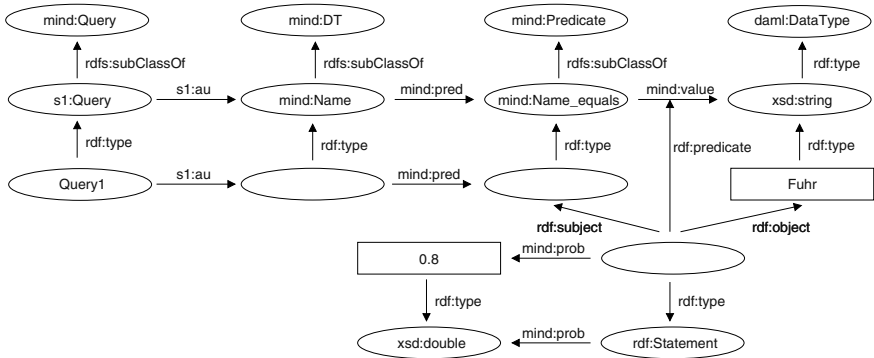 mind:Query mind:DT mind:Predicate daml:DataType
rdfs:subClassOf rdfs:subClassOf rdfs:subClassOf rdf:type
s1:Query s1:au mind:Name mind:pred mind:Name_equals mind:value xsd:string
rdf:type rdf:type rdf:type rdf:predicate rdf:type
Query1 s1:au mind:pred Fuhr
rdf:subject rdf:object
0.8 mind:prob
rdf:type rdf:type
xsd:double mind:prob rdf:Statement